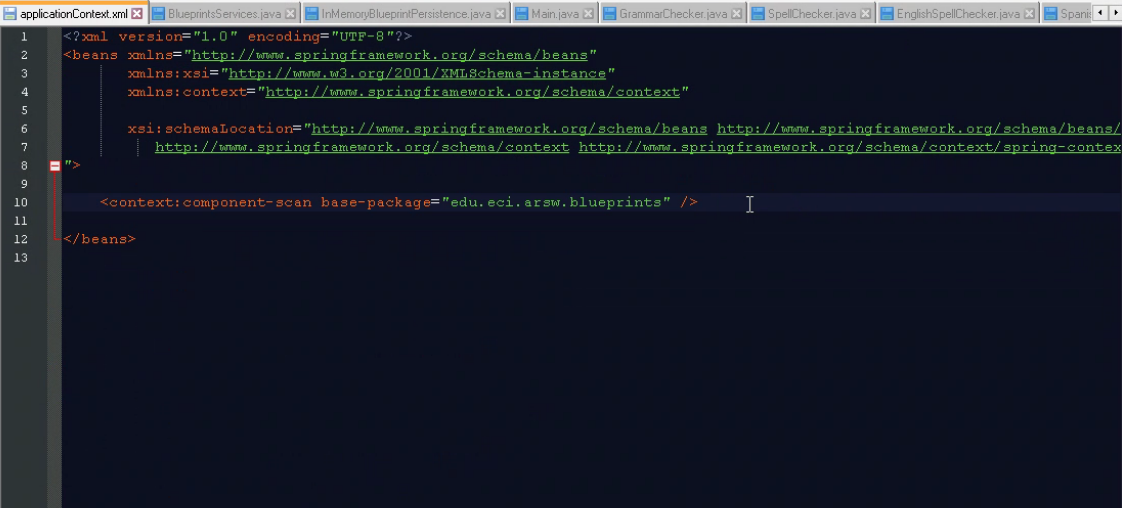 applicationContext.xml BlueprintsServices.java InMemoryBlueprintPersistence.java Main.java GrammarChecker.java SpellChecker.java EnglishSpellChecker.java Spanis
1 <?xml version="1.0" encoding="UTF-8"?>
2 <beans xmlns="http://www.springframework.org/schema/beans"
3 xmlns:xsi="http://www.w3.org/2001/XMLSchema-instance"
4 xmlns:context="http://www.springframework.org/schema/context"
5
6 xsi:schemaLocation="http://www.springframework.org/schema/beans http://www.springframework.org/schema/beans/
7 http://www.springframework.org/schema/context http://www.springframework.org/schema/context/spring-contex
8 ">
9
10 <context:component-scan base-package="edu.eci.arsw.blueprints" />
11
12 </beans>
13